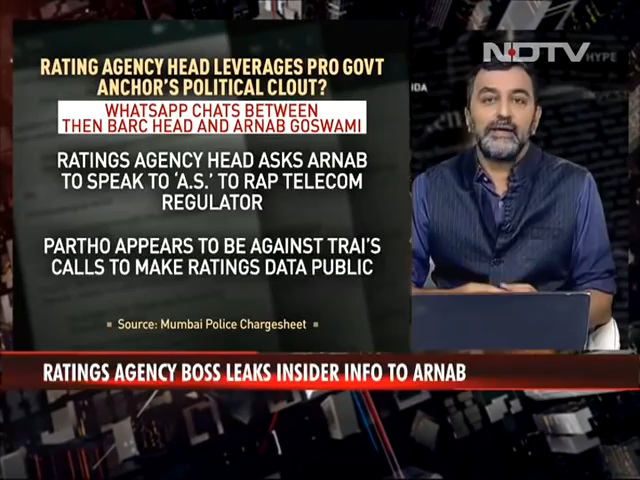 RATING AGENCY HEAD LEVERAGES PRO GOVT
ANCHOR'S POLITICAL CLOUT?
WHATSAPP CHATS BETWEEN
THEN BARC HEAD AND ARNAB GOSWAMI
RATINGS AGENCY HEAD ASKS ARNAB
TO SPEAK TO 'A.S.' TO RAP TELECOM
REGULATOR
PARTHO APPEARS TO BE AGAINST TRAI'S
CALLS TO MAKE RATINGS DATA PUBLIC
Source: Mumbai Police Chargesheet
NDTV
HYPE
IDA
RATINGS AGENCY BOSS LEAKS INSIDER INFO TO ARNAB